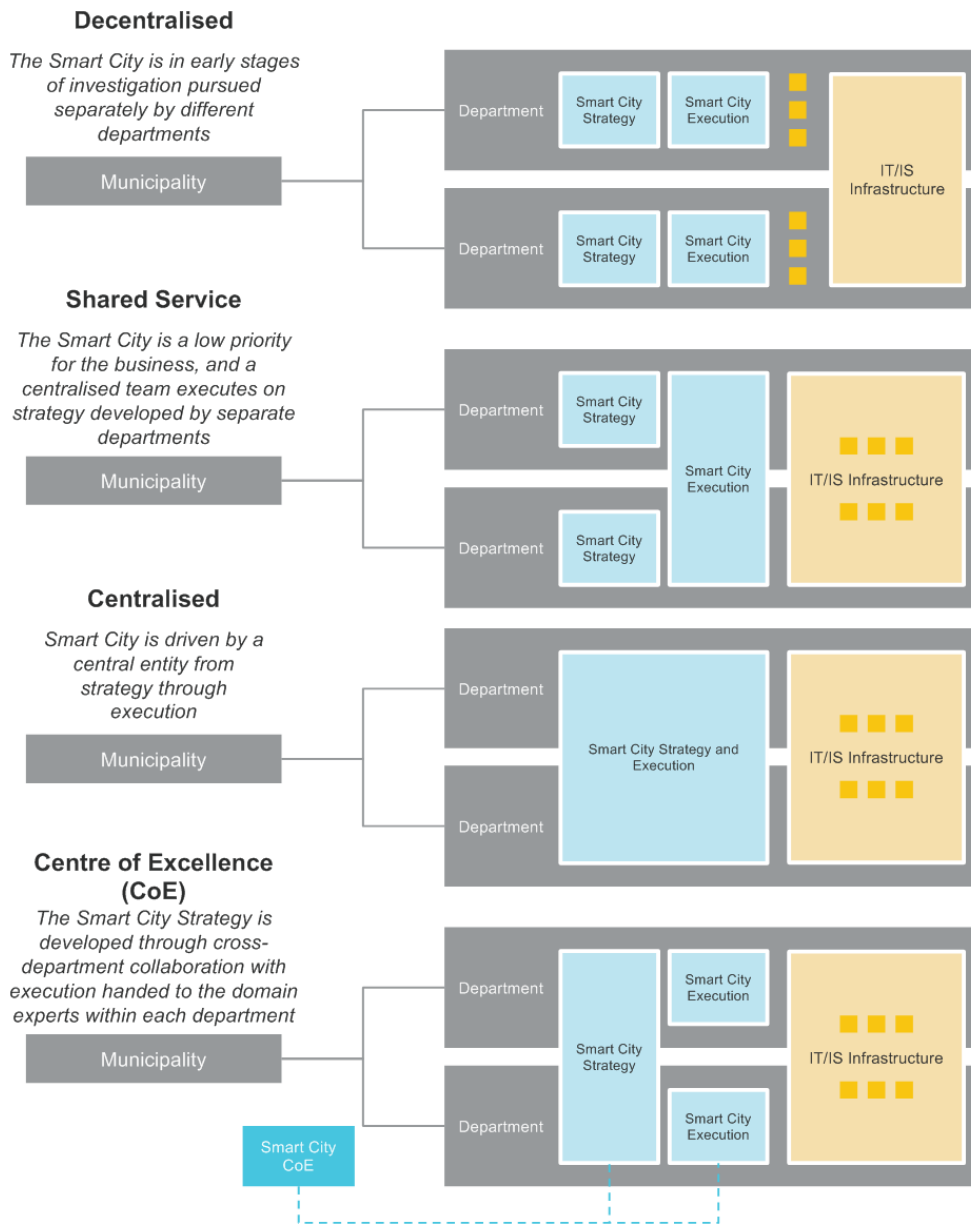 Decentralised
The Smart City is in early stages
of investigation pursued
separately by different
departments
Municipality
Department
Smart City
Strategy
Smart City
Execution
Department
Smart City
Strategy
Smart City
Execution
IT/IS
Infrastructure
Shared Service
The Smart City is a low priority
for the business, and a
centralised team executes on
strategy developed by separate
departments
Municipality
Department
Smart City
Strategy
Department
Smart City
Strategy
Smart City
Execution
IT/IS Infrastructure
Centralised
Smart City is driven by a
central entity from
strategy through
execution
Municipality
Department
Department
Smart City Strategy and
Execution
IT/IS Infrastructure
Centre of Excellence
(CoE)
The Smart City Strategy is
developed through cross-
department collaboration with
execution handed to the domain
experts within each department
Municipality
Smart City
CoE
Department
Department
Smart City
Strategy
Smart City
Execution
Smart City
Execution
IT/IS Infrastructure